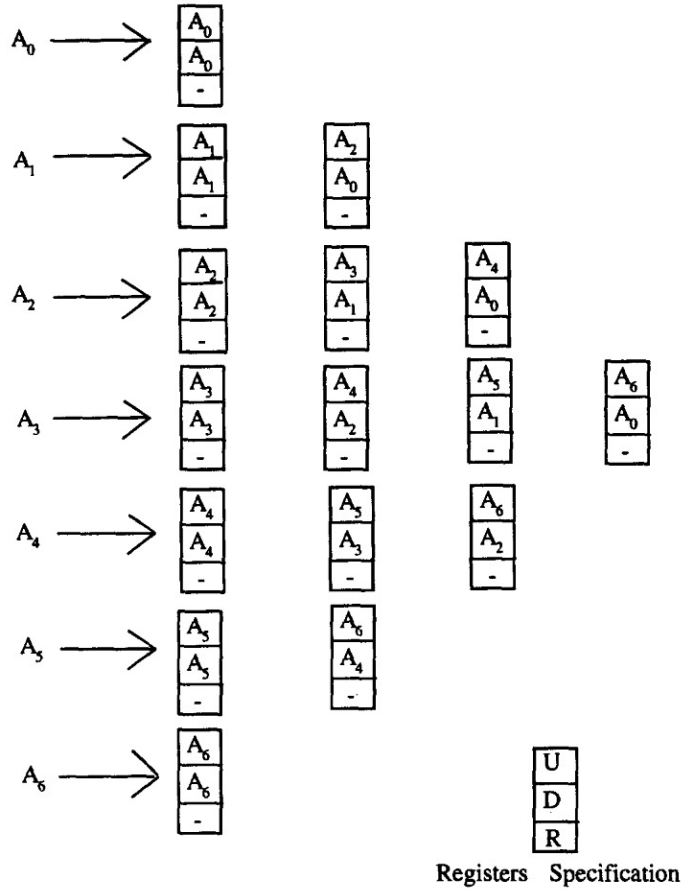 A₀ A₀
A₀
-
A₁ A₁ A₂
A₁ A₀
- -
A₂ A₂ A₃ A₄
A₂ A₁ A₀
- - -
A₃ A₃ A₄ A₅ A₆
A₃ A₂ A₁ A₀
- - - -
A₄ A₄ A₅ A₆
A₄ A₃ A₂
- - -
A₅ A₅ A₆
A₅ A₄
- -
A₆ A₆
A₆
-
U
D
R
Registers Specification